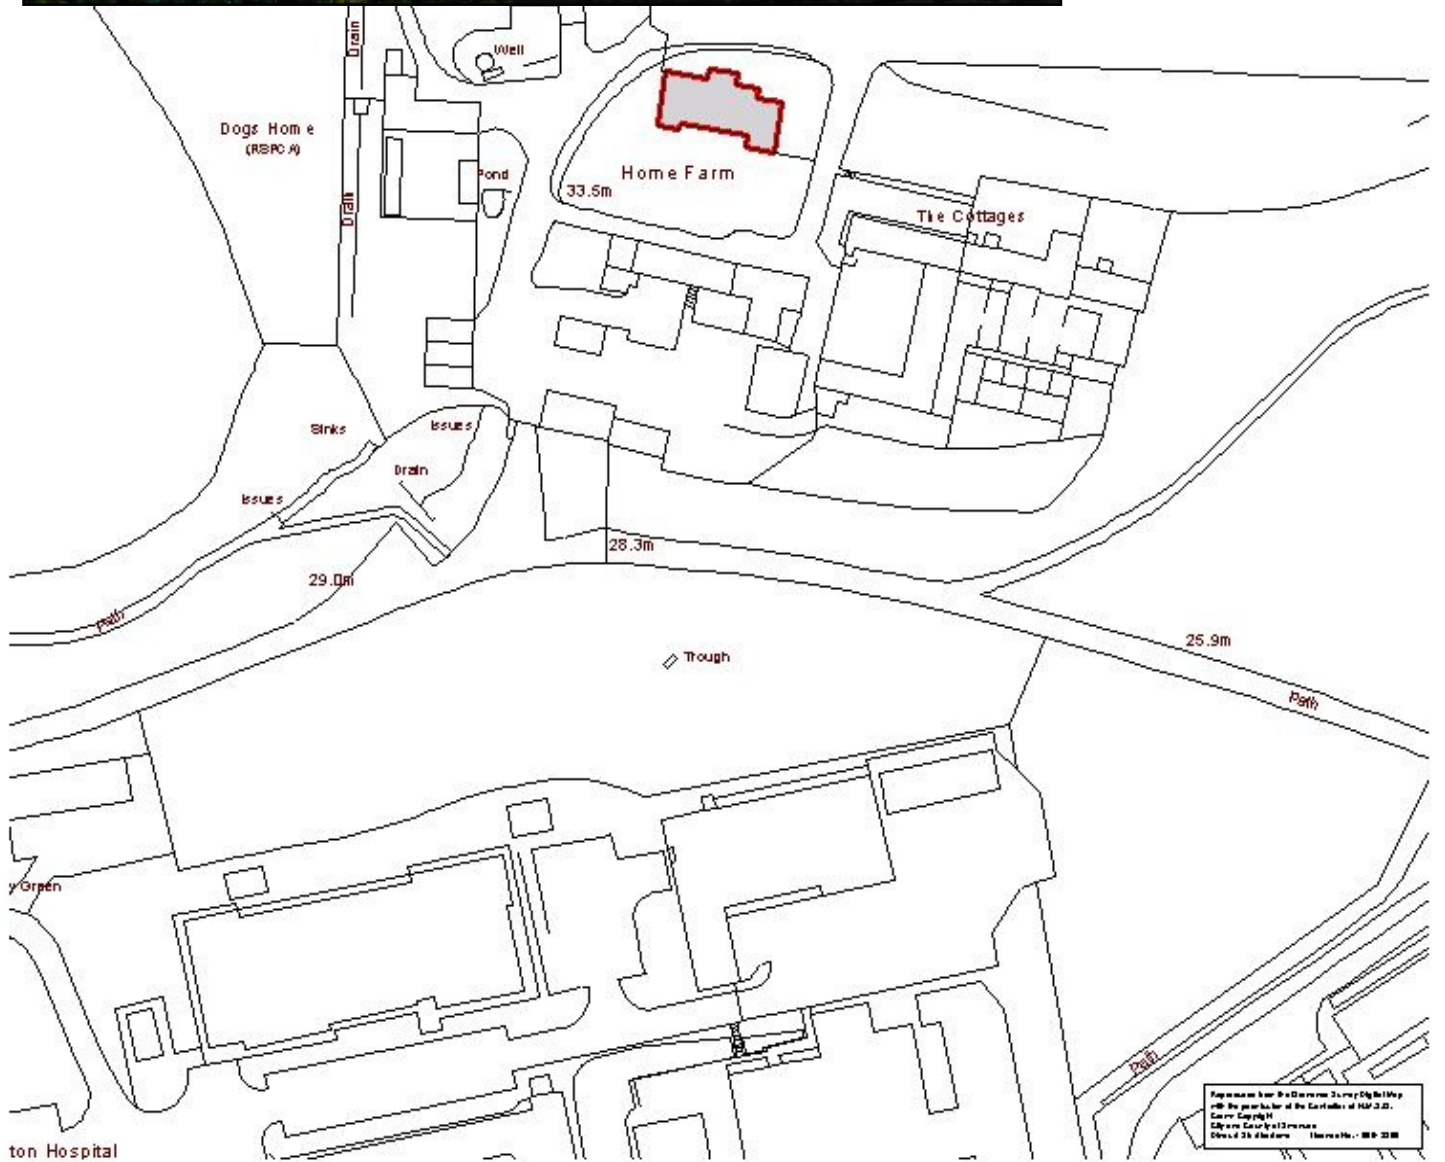 Drain
Well
Dogs Home
(RSPCA)
Drain
Pond
Home Farm
33.5m
The Cottages
Sinks
Issues
Drain
Issues
28.3m
29.0m
Path
Trough
25.9m
Path
y Green
Path
ton Hospital